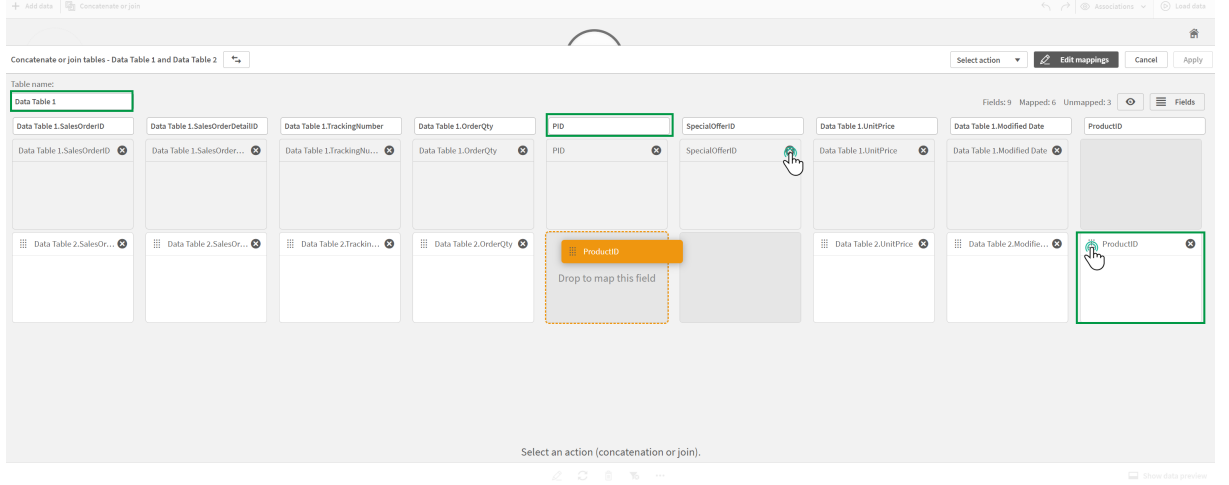 Add data Concatenate or join Associations Load data
Concatenate or join tables - Data Table 1 and Data Table 2 Select action Edit mappings Cancel Apply
Table name:
Data Table 1 Fields: 9 Mapped: 6 Unmapped: 3 Fields
Data Table 1.SalesOrderID Data Table 1.SalesOrderDetailID Data Table 1.TrackingNumber Data Table 1.OrderQty PID SpecialOfferID Data Table 1.UnitPrice Data Table 1.Modified Date ProductID
Data Table 1.SalesOrderID Data Table 1.SalesOrder... Data Table 1.TrackingNu... Data Table 1.OrderQty PID SpecialOfferID Data Table 1.UnitPrice Data Table 1.Modified Date
Data Table 2.SalesOr... Data Table 2.SalesOr... Data Table 2.Trackin... Data Table 2.OrderQty ProductID Data Table 2.UnitPrice Data Table 2.Modifie... ProductID
Drop to map this field
Select an action (concatenation or join).
Show data preview